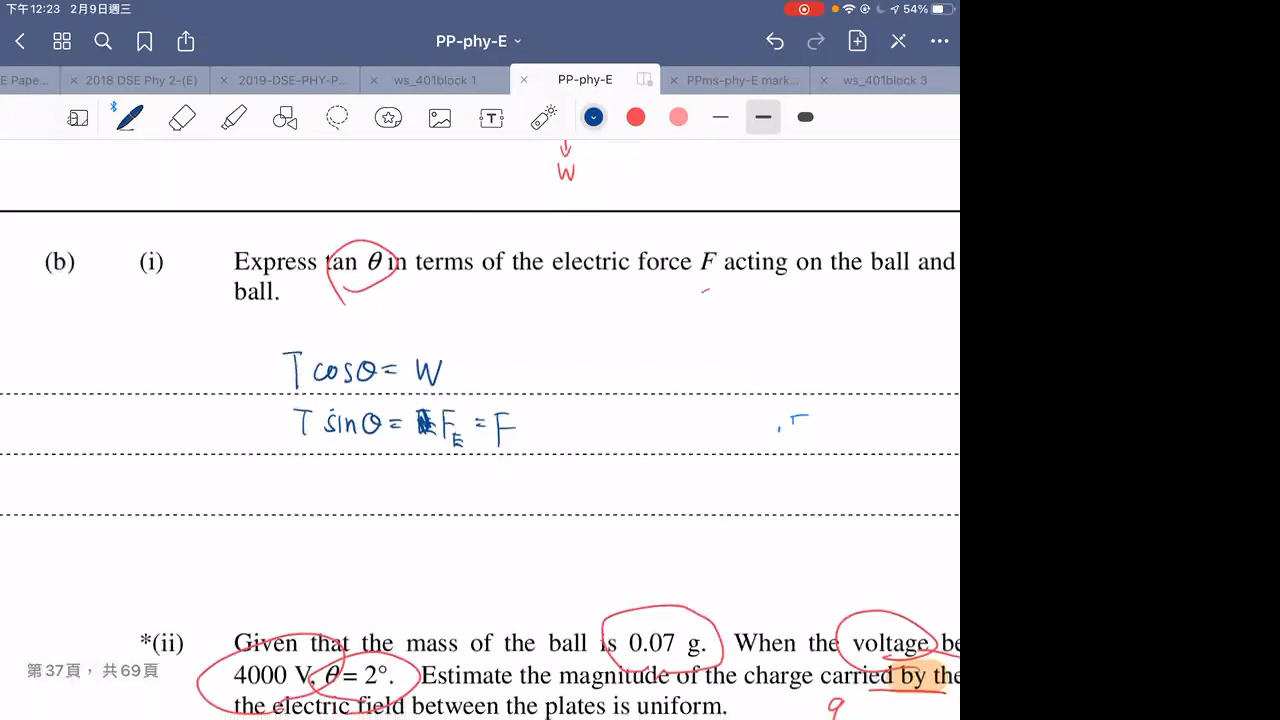 下午12:23 2月9日週三
54%
PP-phy-E
E Pape... 2018 DSE Phy 2-(E) 2019-DSE-PHY-P... ws_401block 1 PP-phy-E PPms-phy-E mark... ws_401block 3
W
(b) (i) Express tan θ in terms of the electric force F acting on the ball and
ball.
T cosθ = W
T sinθ = F_E = F
*(ii) Given that the mass of the ball is 0.07 g. When the voltage be
第37頁，共69頁
4000 V, θ = 2°. Estimate the magnitude of the charge carried by the
the electric field between the plates is uniform.
q